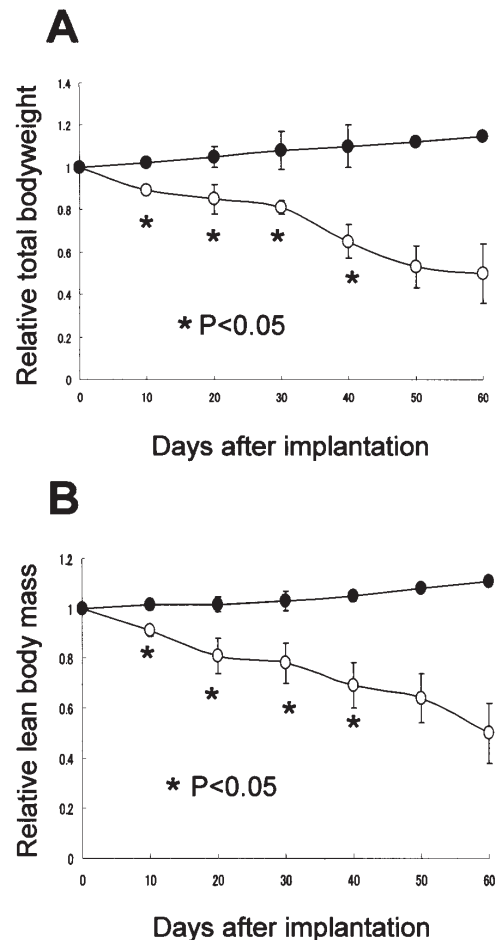 A
1.4
1.2
1
0.8
0.6
0.4
0.2
0
Relative total bodyweight
* * * *
* P<0.05
0 10 20 30 40 50 60
Days after implantation
B
1.2
1
0.8
0.6
0.4
0.2
0
Relative lean body mass
* * * *
* P<0.05
0 10 20 30 40 50 60
Days after implantation